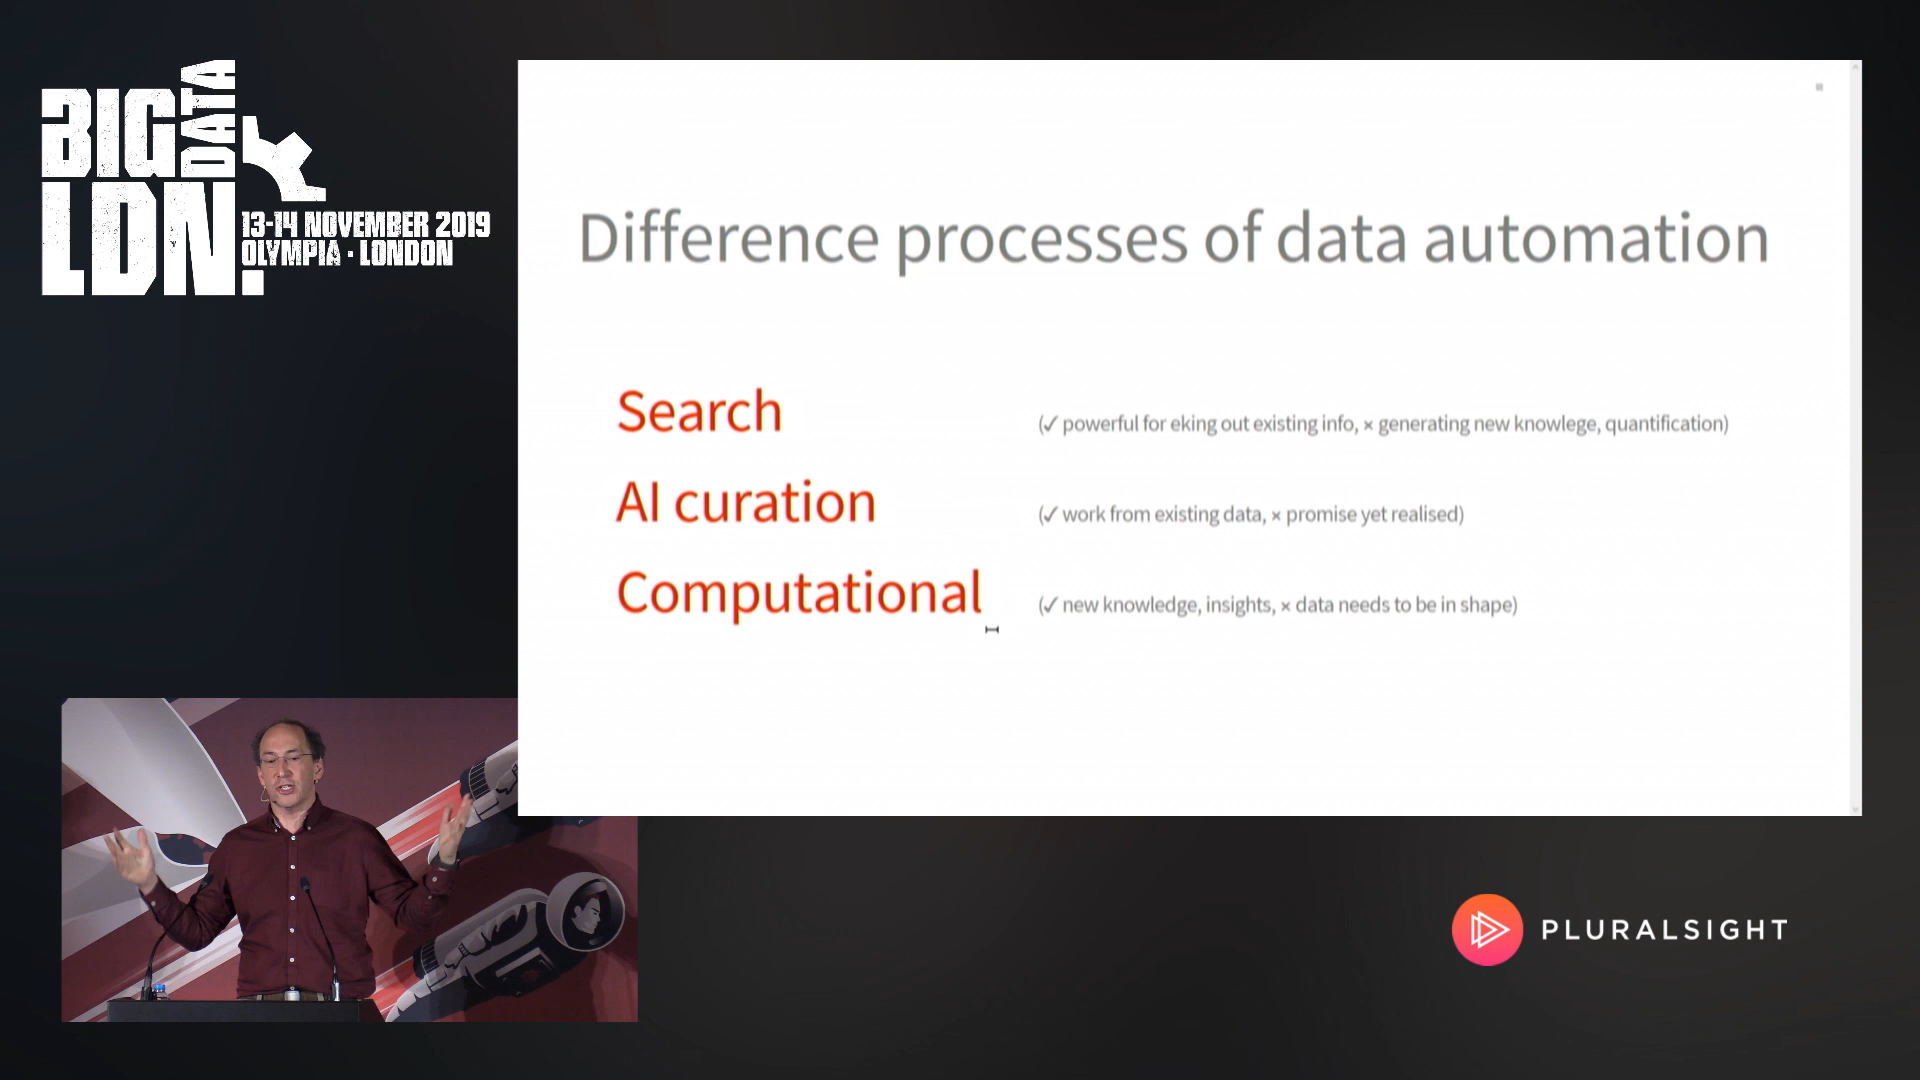 BIG DATA
LDN.
13-14 NOVEMBER 2019
OLYMPIA · LONDON
Difference processes of data automation
Search (✓ powerful for eking out existing info, × generating new knowlege, quantification)
AI curation (✓ work from existing data, × promise yet realised)
Computational (✓ new knowledge, insights, × data needs to be in shape)
PLURALSIGHT